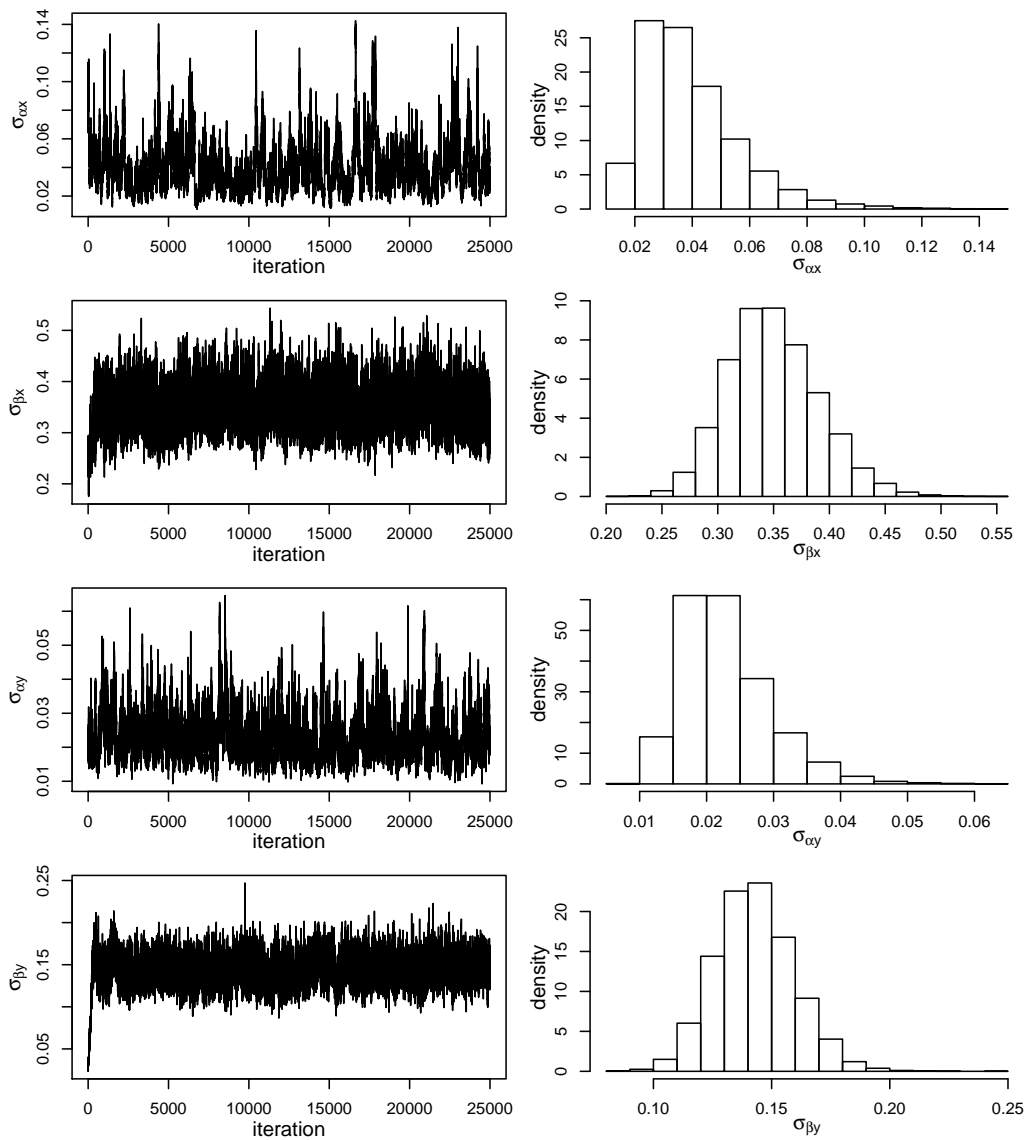 0.02 0.06 0.10 0.14
σαx
0 5000 10000 15000 20000 25000
iteration
0 5 10 15 20 25
density
0.02 0.04 0.06 0.08 0.10 0.12 0.14
σαx
0.2 0.3 0.4 0.5
σβx
0 5000 10000 15000 20000 25000
iteration
0 2 4 6 8 10
density
0.20 0.25 0.30 0.35 0.40 0.45 0.50 0.55
σβx
0.01 0.03 0.05
σαy
0 5000 10000 15000 20000 25000
iteration
0 10 30 50
density
0.01 0.02 0.03 0.04 0.05 0.06
σαy
0.05 0.15 0.25
σβy
0 5000 10000 15000 20000 25000
iteration
0 5 10 15 20
density
0.10 0.15 0.20 0.25
σβy